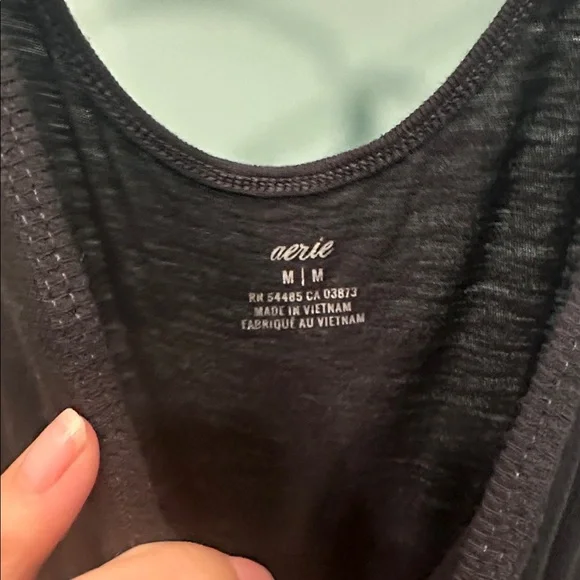 aerie
M | M
RN 54485 CA 03873
MADE IN VIETNAM
FABRIQUÉ AU VIETNAM